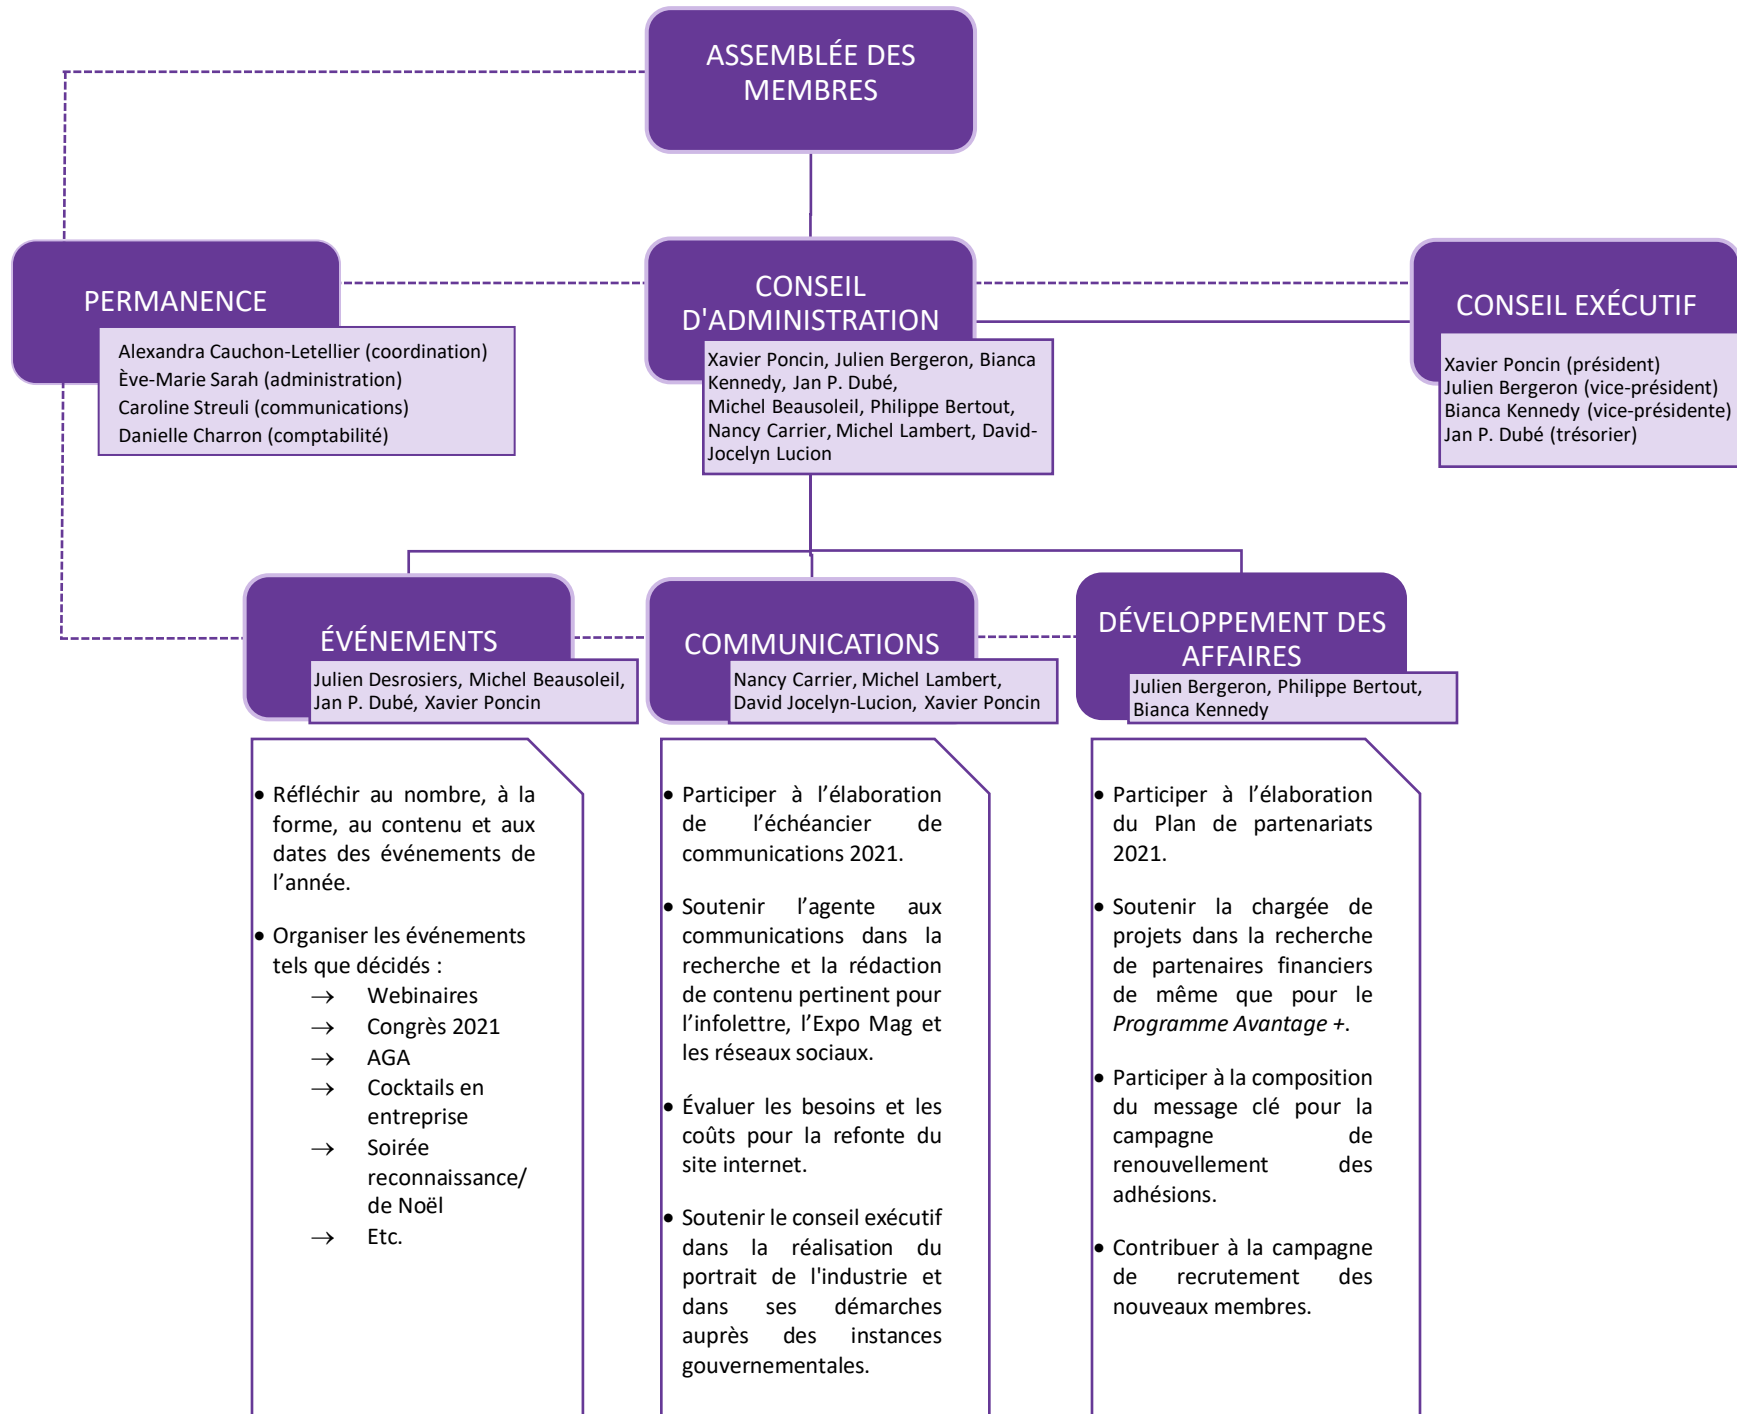 ASSEMBLÉE DES
MEMBRES
PERMANENCE
Alexandra Cauchon-Letellier (coordination)
Ève-Marie Sarah (administration)
Caroline Streuli (communications)
Danielle Charron (comptabilité)
CONSEIL
D'ADMINISTRATION
Xavier Poncin, Julien Bergeron, Bianca
Kennedy, Jan P. Dubé,
Michel Beausoleil, Philippe Bertout,
Nancy Carrier, Michel Lambert, David-
Jocelyn Lucion
CONSEIL EXÉCUTIF
Xavier Poncin (président)
Julien Bergeron (vice-président)
Bianca Kennedy (vice-présidente)
Jan P. Dubé (trésorier)
ÉVÉNEMENTS
Julien Desrosiers, Michel Beausoleil,
Jan P. Dubé, Xavier Poncin
• Réfléchir au nombre, à la
forme, au contenu et aux
dates des événements de
l’année.
• Organiser les événements
tels que décidés :
→ Webinaires
→ Congrès 2021
→ AGA
→ Cocktails en
entreprise
→ Soirée
reconnaissance/
de Noël
→ Etc.
COMMUNICATIONS
Nancy Carrier, Michel Lambert,
David Jocelyn-Lucion, Xavier Poncin
• Participer à l’élaboration
de l’échéancier de
communications 2021.
• Soutenir l’agente aux
communications dans la
recherche et la rédaction
de contenu pertinent pour
l’infolettre, l’Expo Mag et
les réseaux sociaux.
• Évaluer les besoins et les
coûts pour la refonte du
site internet.
• Soutenir le conseil exécutif
dans la réalisation du
portrait de l'industrie et
dans ses démarches
auprès des instances
gouvernementales.
DÉVELOPPEMENT DES
AFFAIRES
Julien Bergeron, Philippe Bertout,
Bianca Kennedy
• Participer à l’élaboration
du Plan de partenariats
2021.
• Soutenir la chargée de
projets dans la recherche
de partenaires financiers
de même que pour le
Programme Avantage +.
• Participer à la composition
du message clé pour la
campagne de
renouvellement des
adhésions.
• Contribuer à la campagne
de recrutement des
nouveaux membres.